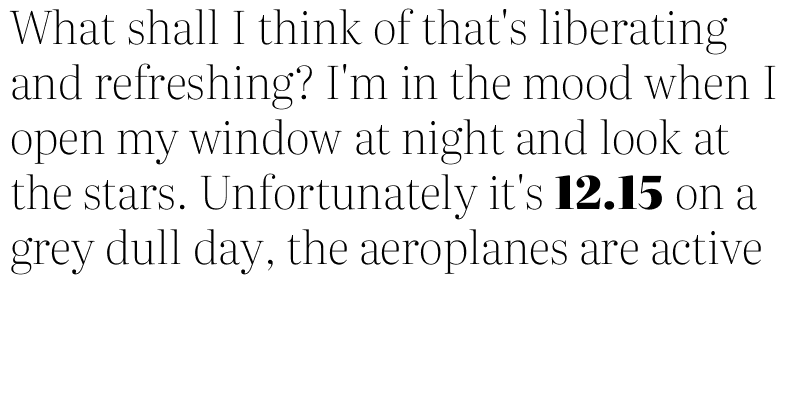 What shall I think of that's liberating
and refreshing? I'm in the mood when I
open my window at night and look at
the stars. Unfortunately it's 12.15 on a
grey dull day, the aeroplanes are active